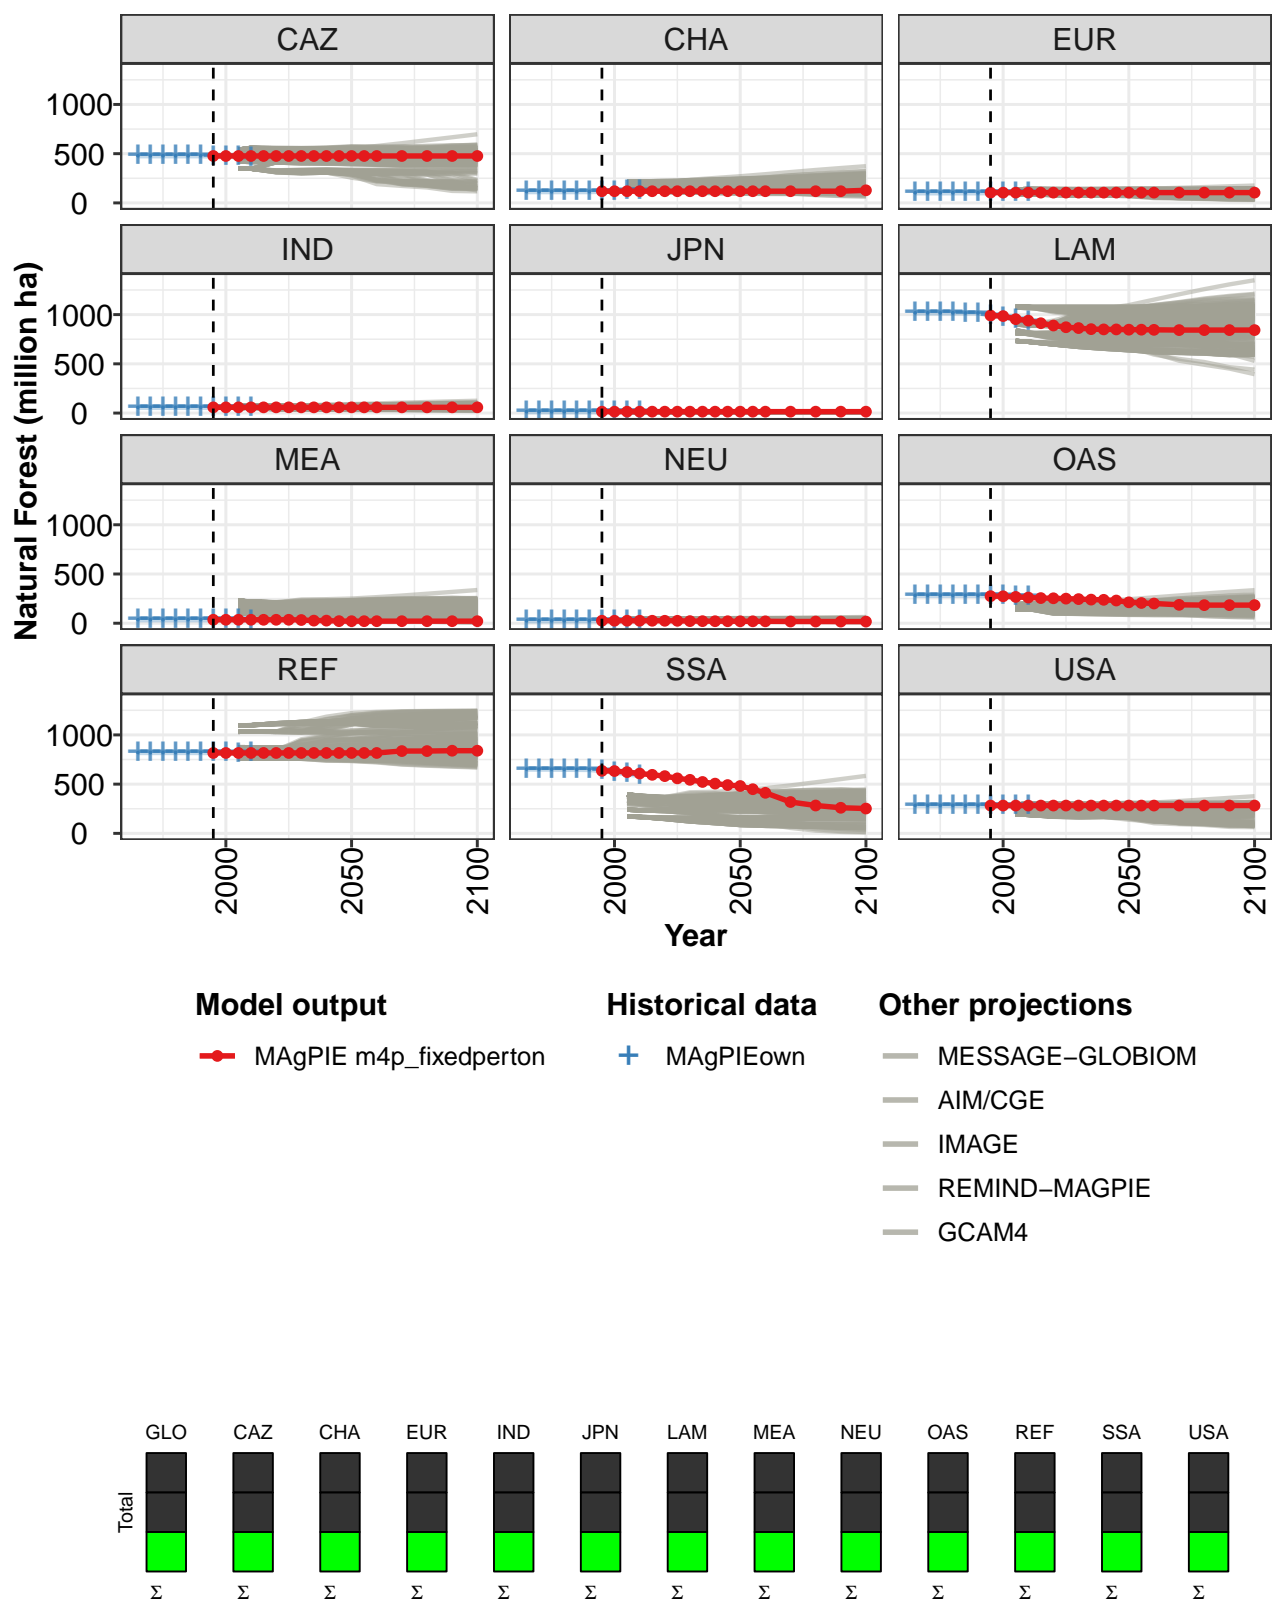 CAZ CHA EUR
1000
500
0
IND JPN LAM
1000
500
0
MEA NEU OAS
1000
500
0
REF SSA USA
1000
500
0
Natural Forest (million ha)
2000 2050 2100 2000 2050 2100 2000 2050 2100
Year
Model output
MAgPIE m4p_fixedperton
Historical data
MAgPIEown
Other projections
MESSAGE−GLOBIOM
AIM/CGE
IMAGE
REMIND−MAGPIE
GCAM4
GLO CAZ CHA EUR IND JPN LAM MEA NEU OAS REF SSA USA
Total
Σ Σ Σ Σ Σ Σ Σ Σ Σ Σ Σ Σ Σ